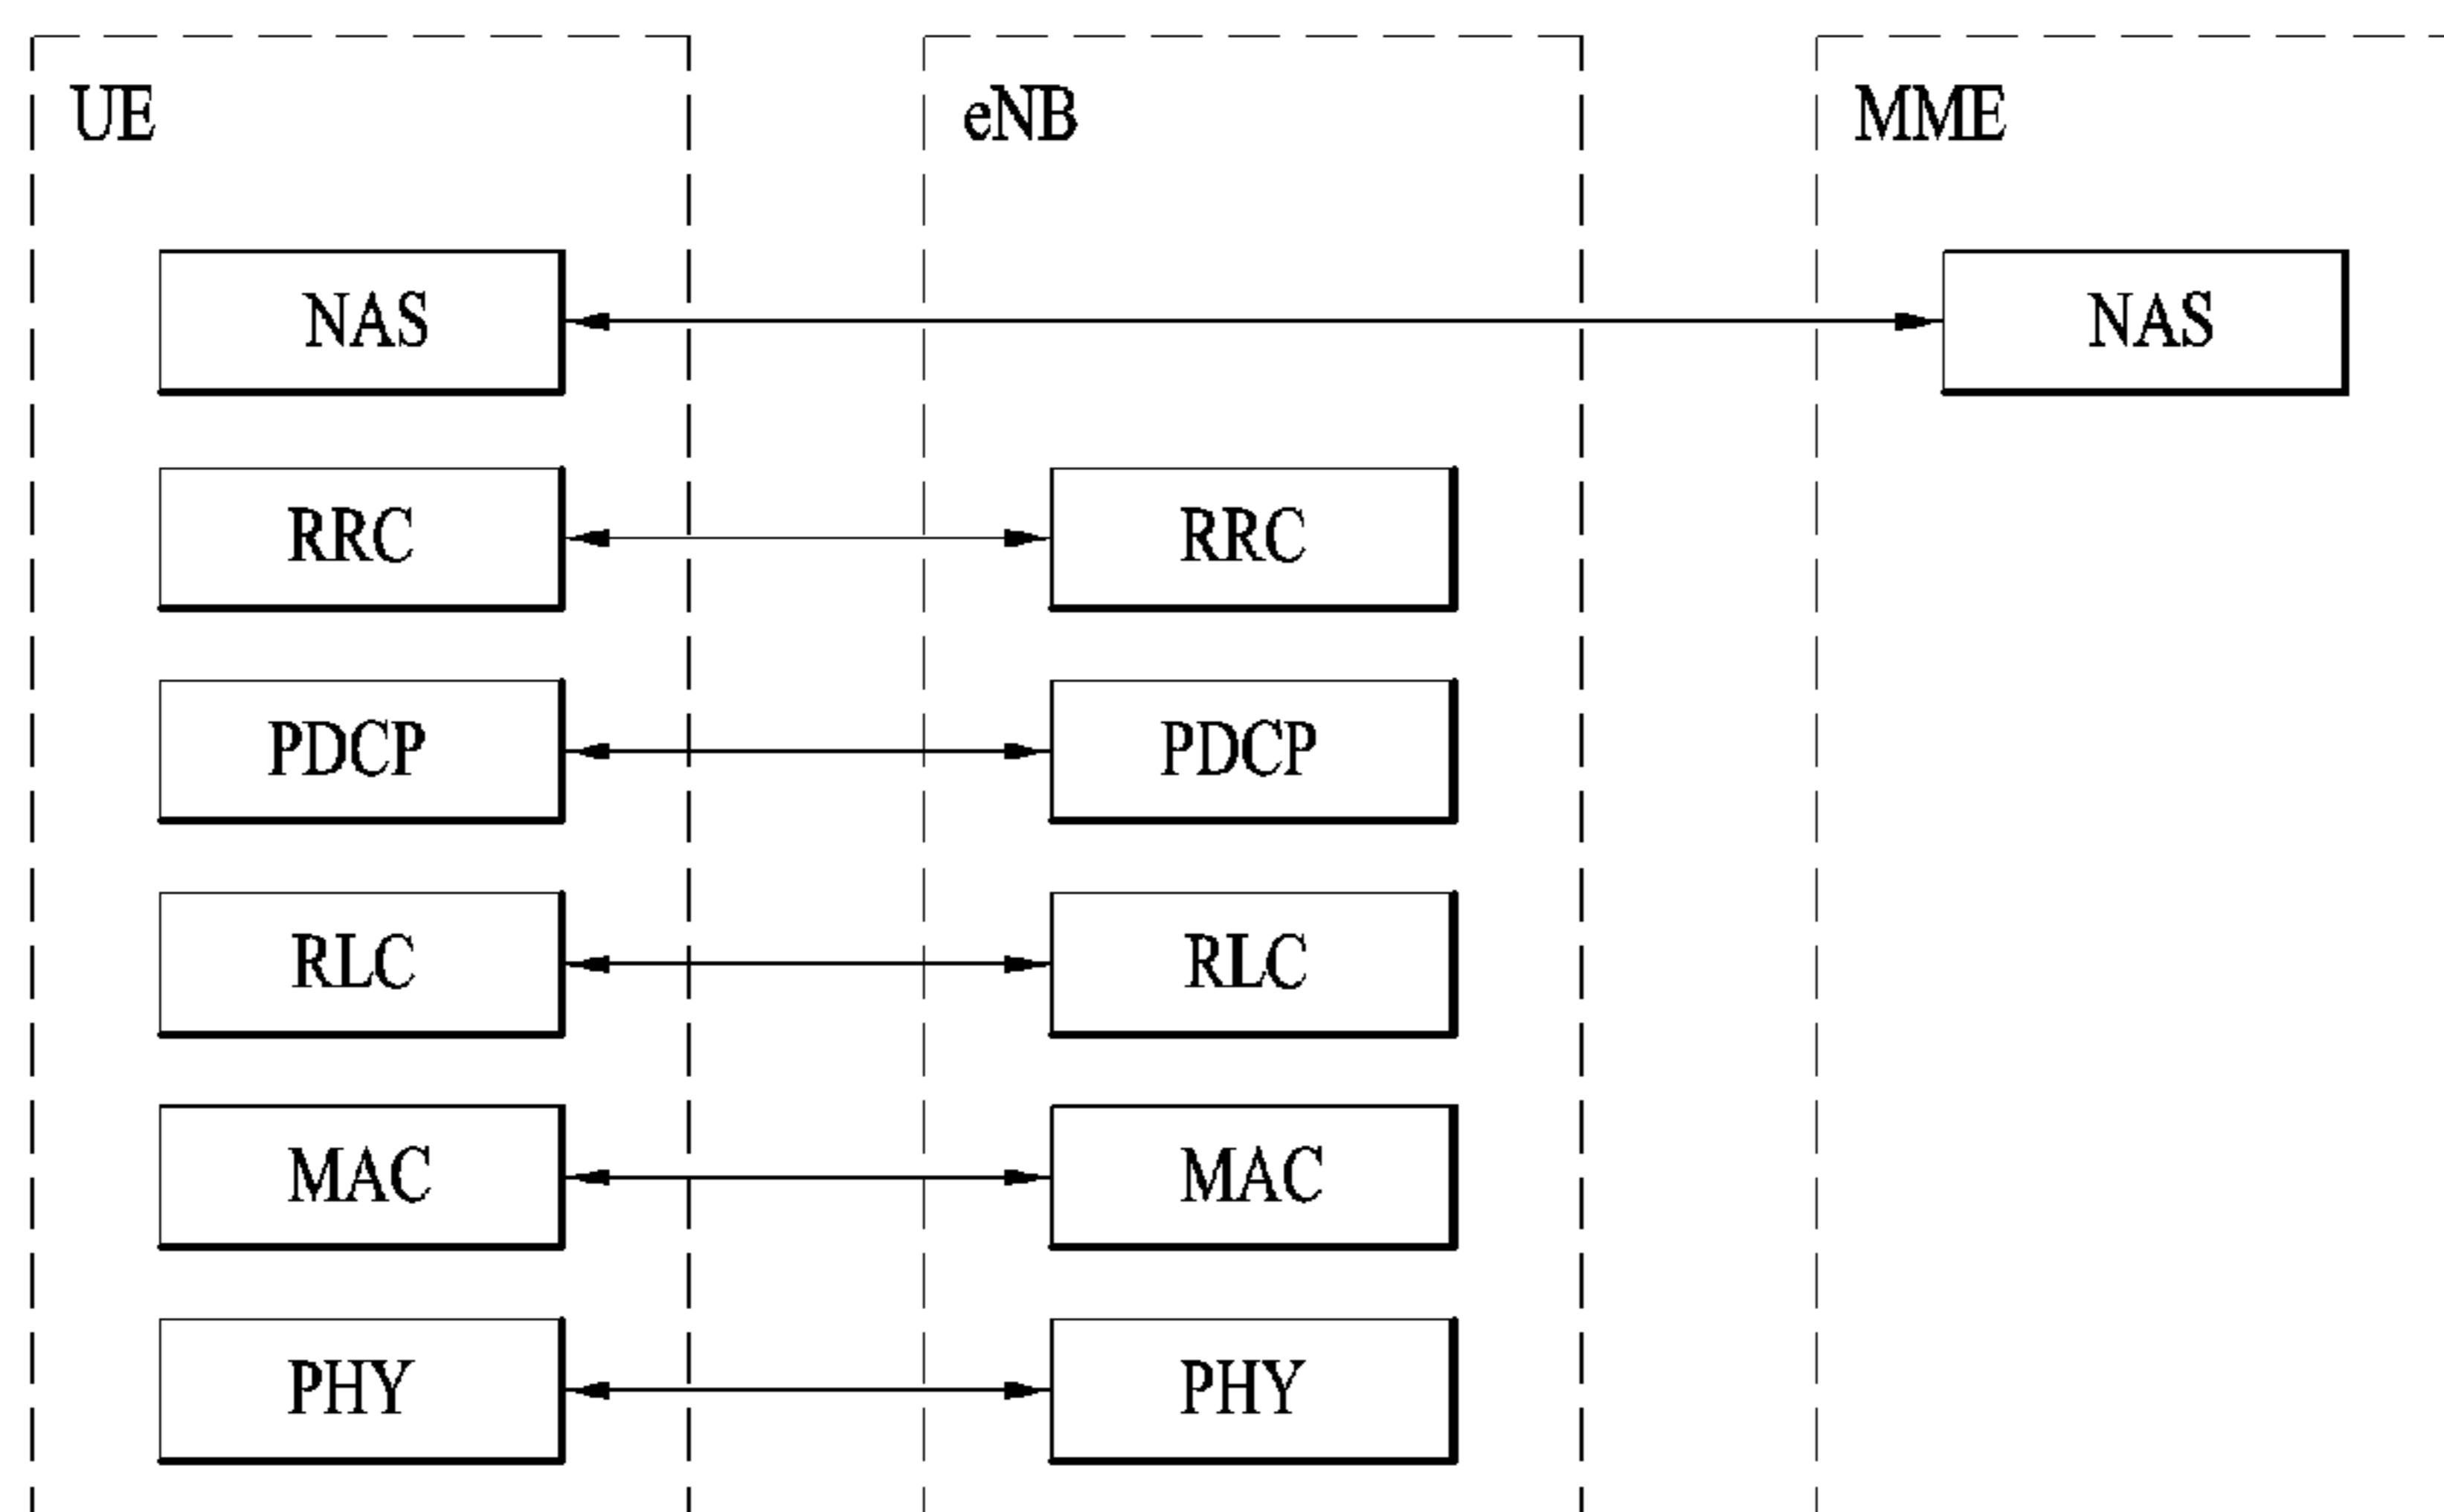 UE eNB MME
NAS NAS
RRC RRC
PDCP PDCP
RLC RLC
MAC MAC
PHY PHY